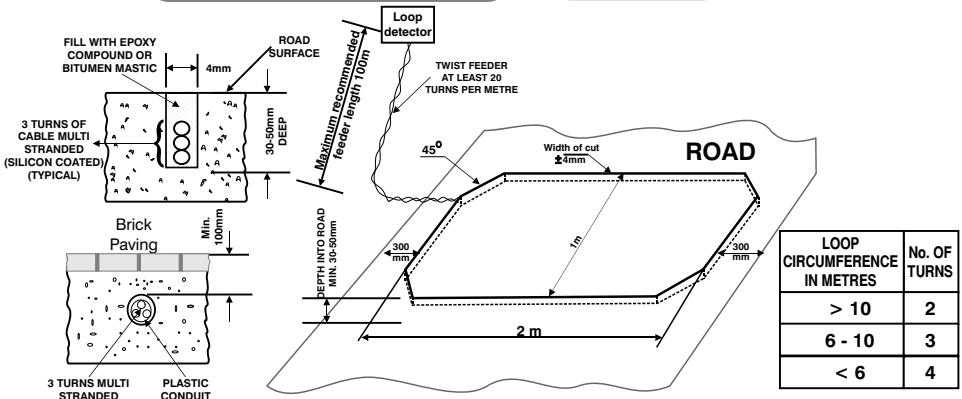 FILL WITH EPOXY
COMPOUND OR
BITUMEN MASTIC
4mm
ROAD
SURFACE
3 TURNS OF
CABLE MULTI
STRANDED
(SILICON COATED)
(TYPICAL)
30-50mm
DEEP
Maximum recommended
feeder length 100m
Loop
detector
TWIST FEEDER
AT LEAST 20
TURNS PER METRE
45°
Width of cut
±4mm
ROAD
1m
300
mm
300
mm
DEPTH INTO ROAD
MIN. 30-50mm
2 m
Brick
Paving
Min.
100mm
3 TURNS MULTI
STRANDED
PLASTIC
CONDUIT
LOOP
CIRCUMFERENCE
IN METRES
No. OF
TURNS
> 10 2
6 - 10 3
< 6 4